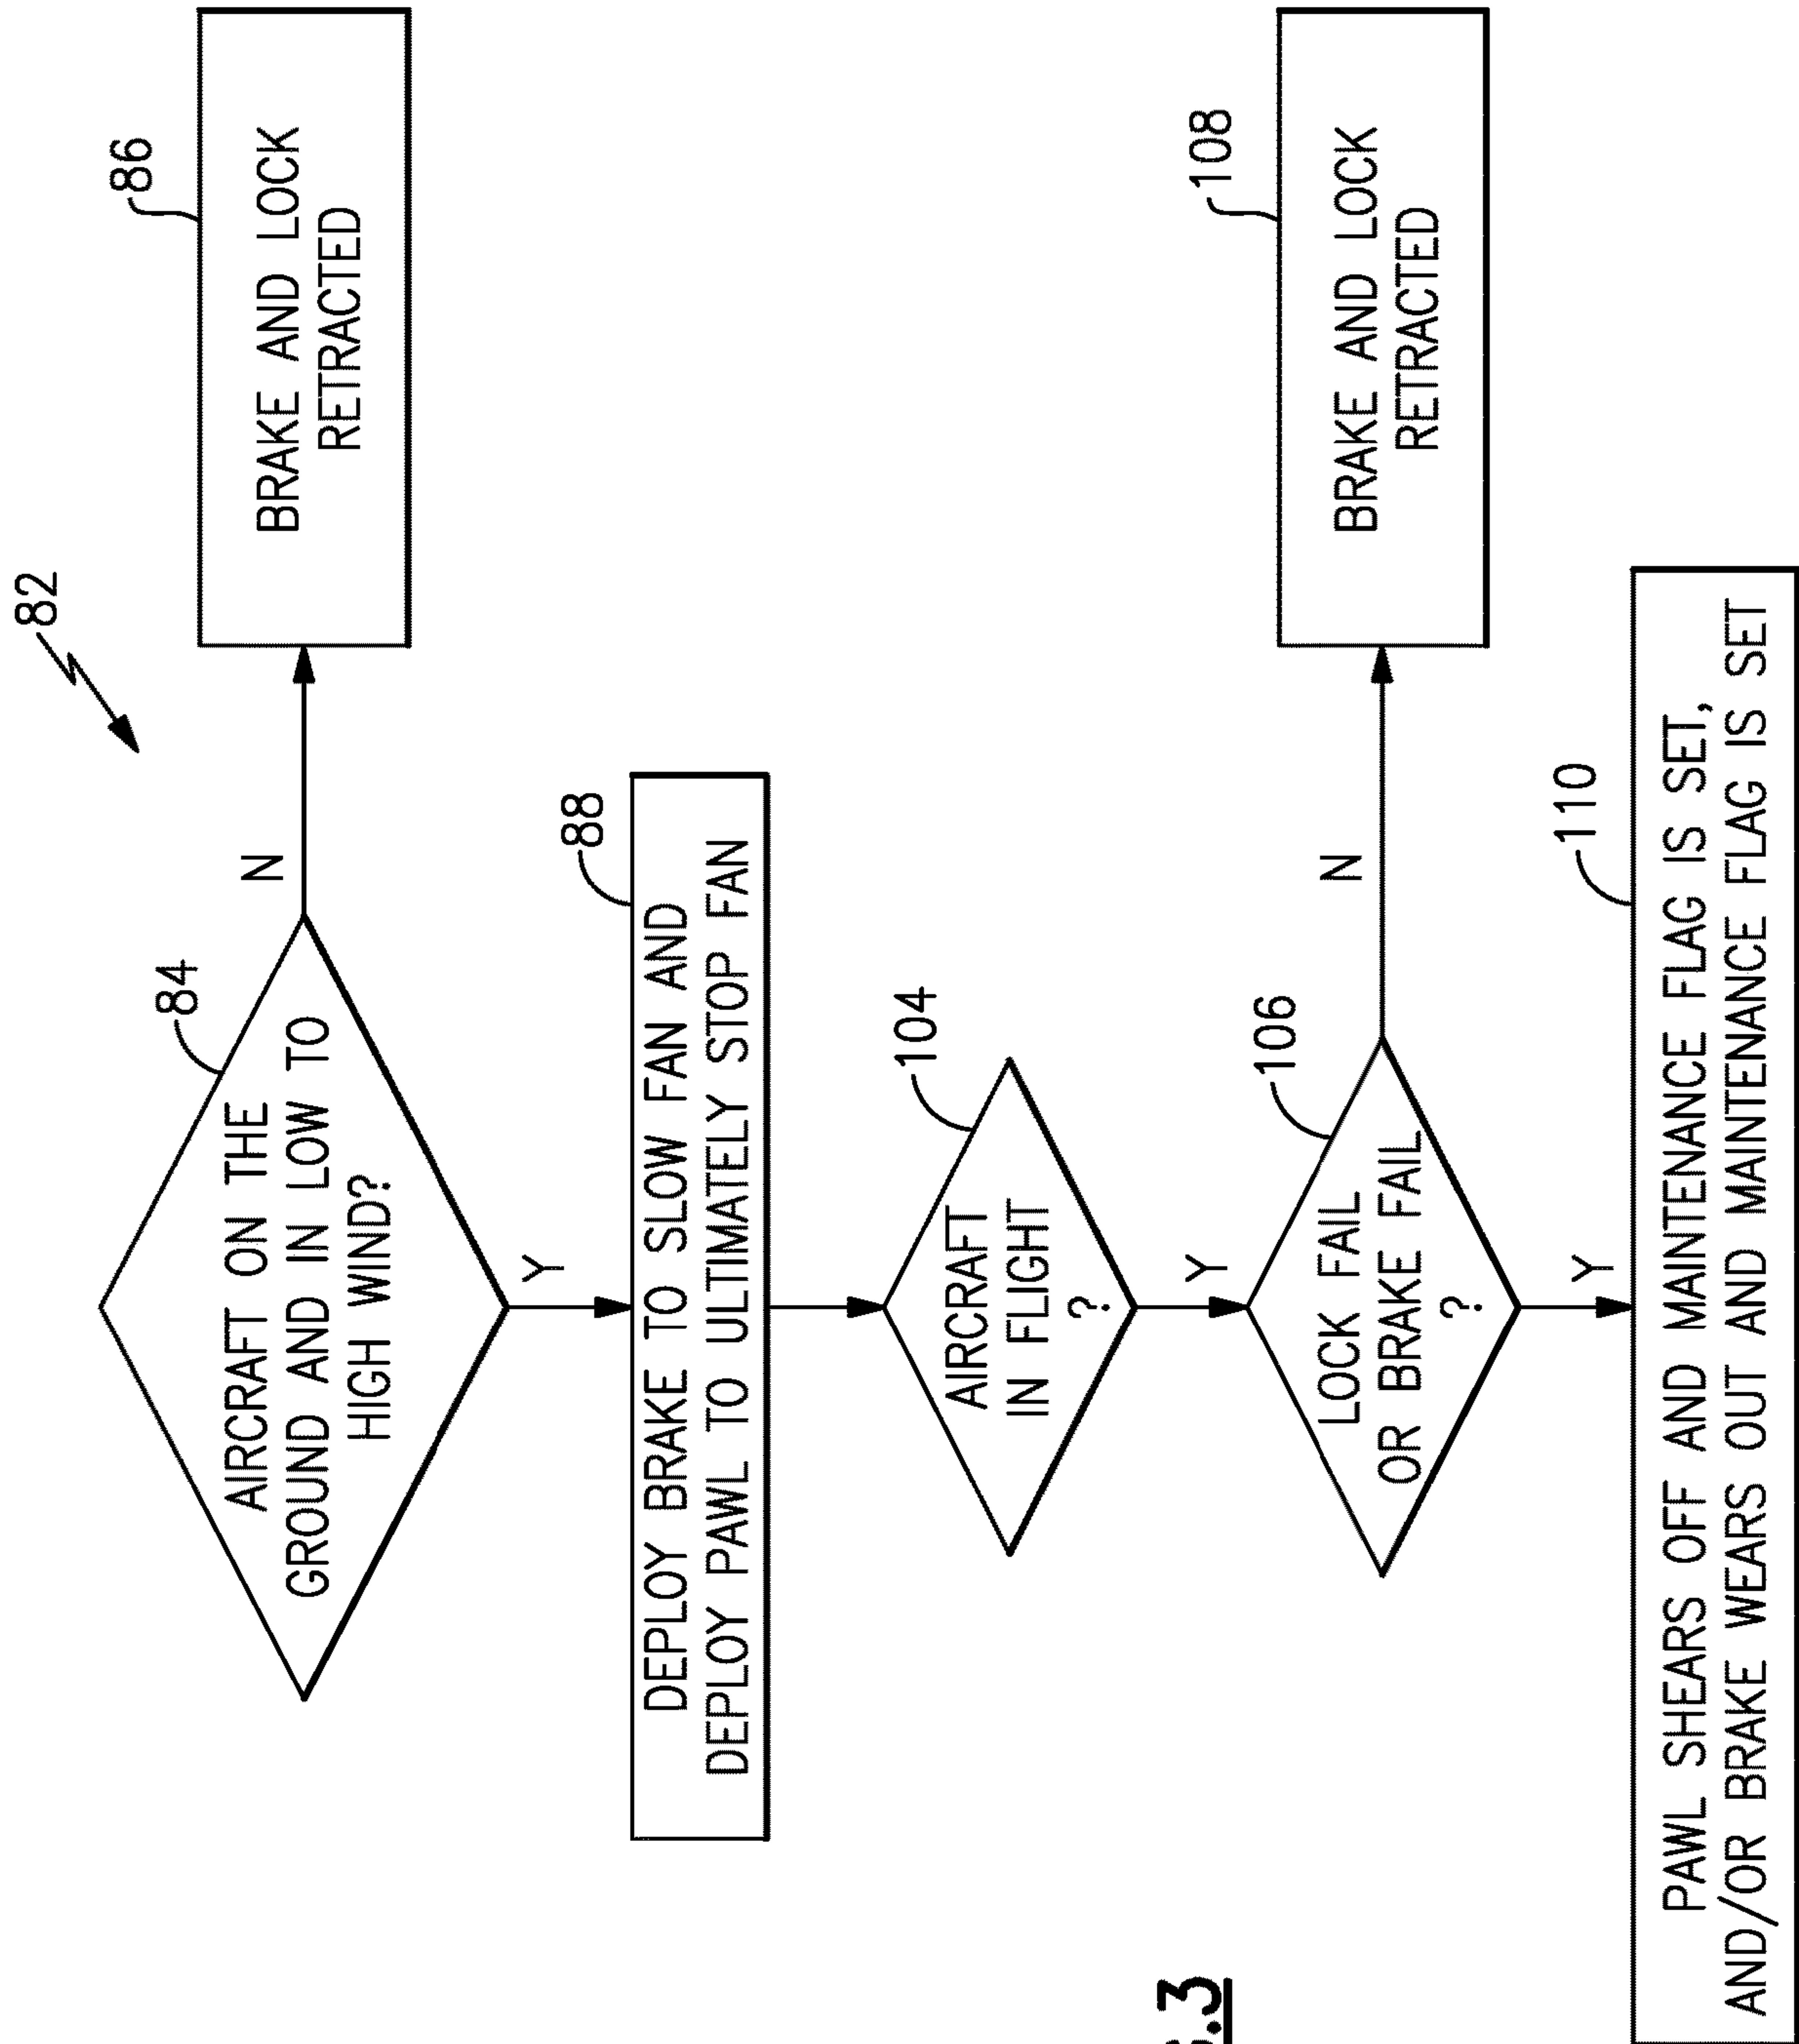 82
84
AIRCRAFT ON THE
GROUND AND IN LOW TO
HIGH WIND?
N
86
BRAKE AND LOCK
RETRACTED
Y
88
DEPLOY BRAKE TO SLOW FAN AND
DEPLOY PAWL TO ULTIMATELY STOP FAN
104
AIRCRAFT
IN FLIGHT
?
Y
106
LOCK FAIL
OR BRAKE FAIL
?
N
108
BRAKE AND LOCK
RETRACTED
Y
110
PAWL SHEARS OFF AND MAINTENANCE FLAG IS SET,
AND/OR BRAKE WEARS OUT AND MAINTENANCE FLAG IS SET
.3